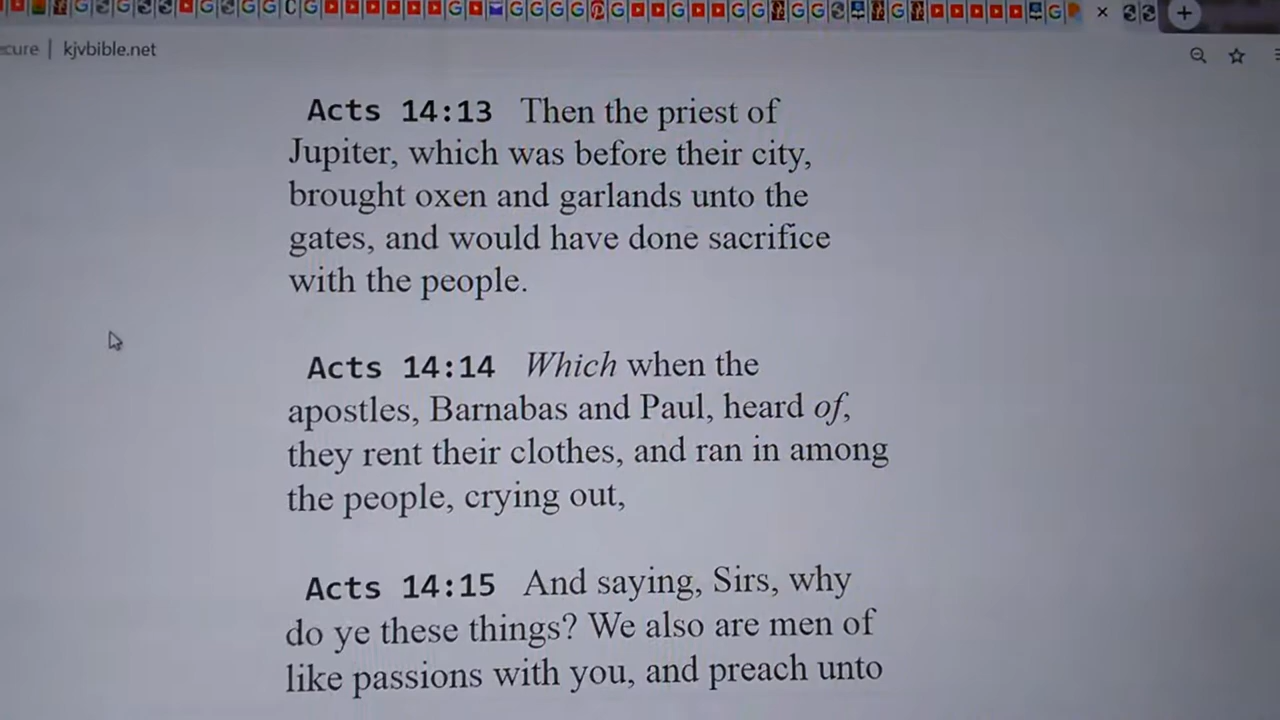 cure | kjvbible.net
Acts 14:13 Then the priest of
Jupiter, which was before their city,
brought oxen and garlands unto the
gates, and would have done sacrifice
with the people.
Acts 14:14 Which when the
apostles, Barnabas and Paul, heard of,
they rent their clothes, and ran in among
the people, crying out,
Acts 14:15 And saying, Sirs, why
do ye these things? We also are men of
like passions with you, and preach unto